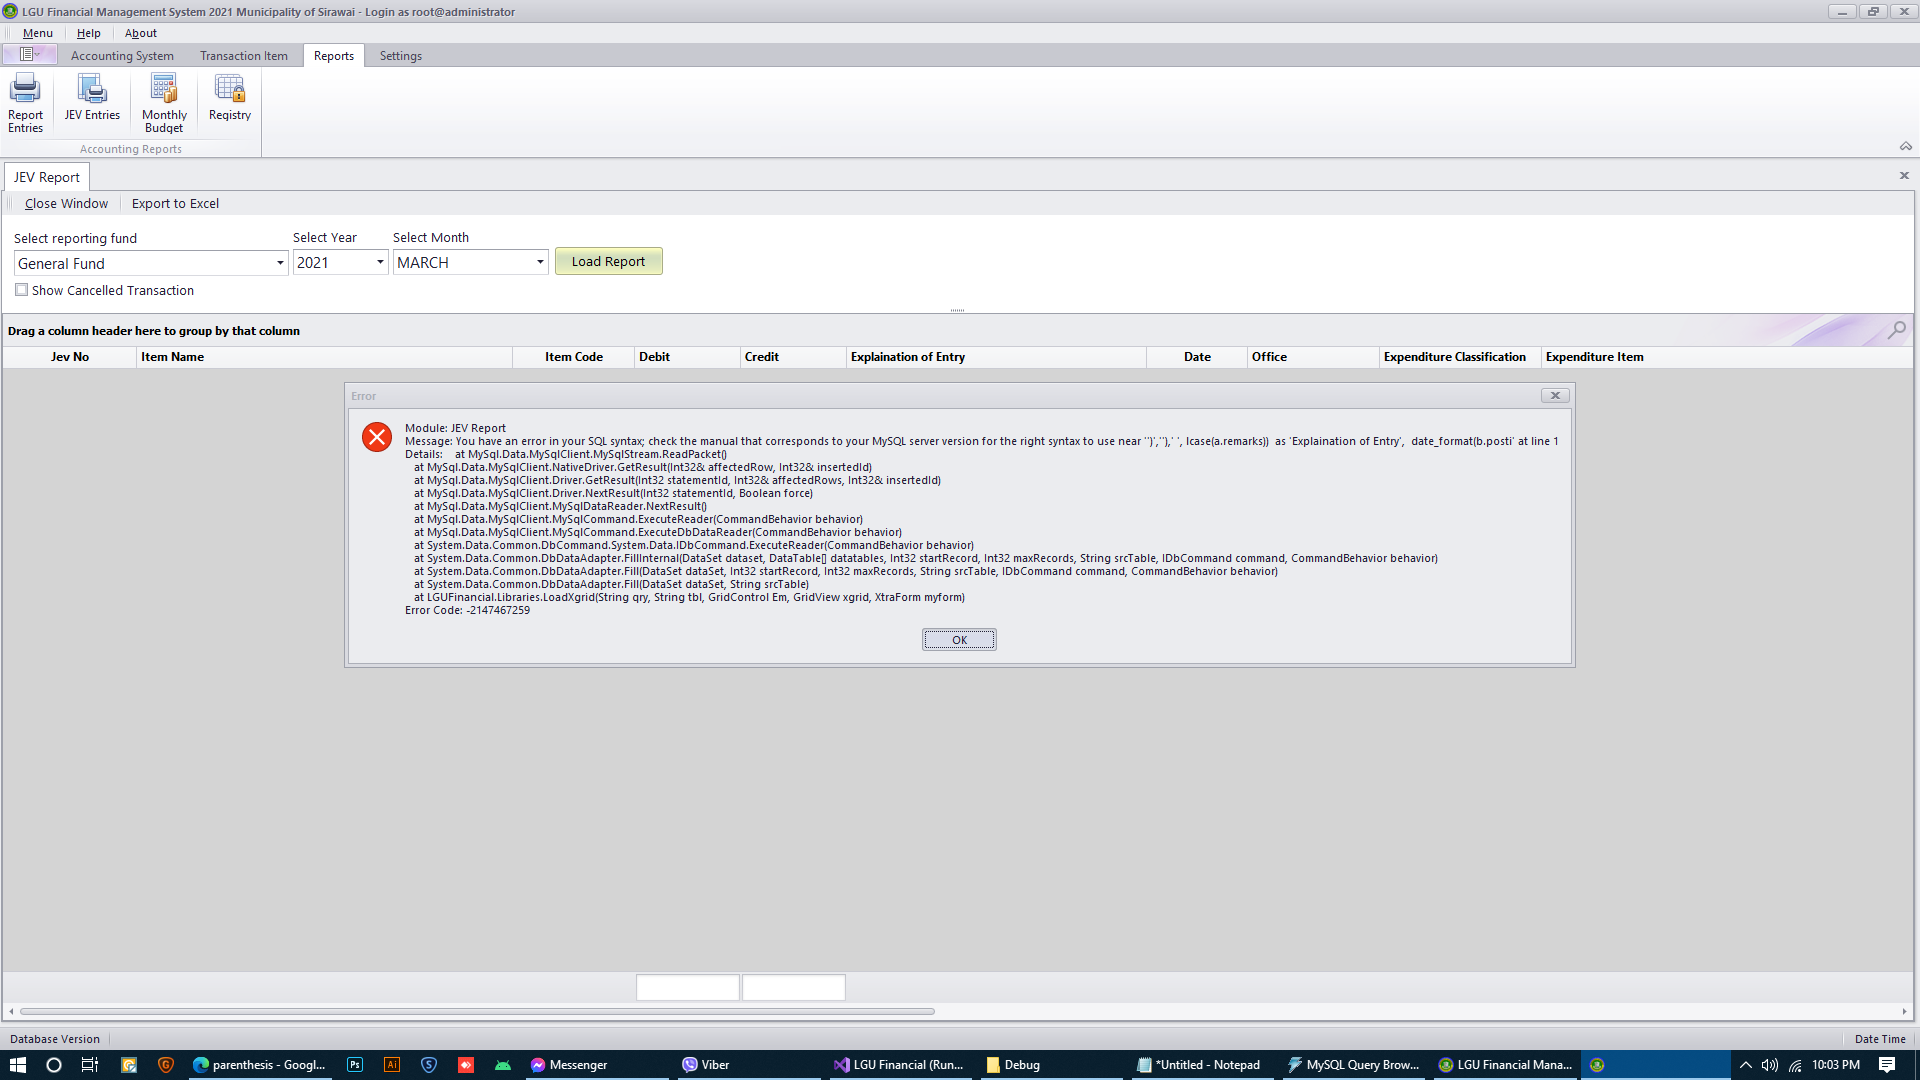 LGU Financial Management System 2021 Municipality of Sirawai - Login as root@administrator
Menu Help About
Accounting System Transaction Item Reports Settings
Report Entries
JEV Entries
Monthly Budget
Registry
Accounting Reports
JEV Report
Close Window Export to Excel
Select reporting fund Select Year Select Month
General Fund 2021 MARCH Load Report
Show Cancelled Transaction
Drag a column header here to group by that column
Jev No Item Name Item Code Debit Credit Explaination of Entry Date Office Expenditure Classification Expenditure Item
Error
Module: JEV Report
Message: You have an error in your SQL syntax; check the manual that corresponds to your MySQL server version for the right syntax to use near '')',''),' ', lcase(a.remarks))  as 'Explaination of Entry',  date_format(b.posti' at line 1
Details:    at MySql.Data.MySqlClient.MySqlStream.ReadPacket()
at MySql.Data.MySqlClient.NativeDriver.GetResult(Int32& affectedRow, Int32& insertedId)
at MySql.Data.MySqlClient.Driver.GetResult(Int32 statementId, Int32& affectedRows, Int32& insertedId)
at MySql.Data.MySqlClient.Driver.NextResult(Int32 statementId, Boolean force)
at MySql.Data.MySqlClient.MySqlDataReader.NextResult()
at MySql.Data.MySqlClient.MySqlCommand.ExecuteReader(CommandBehavior behavior)
at MySql.Data.MySqlClient.MySqlCommand.ExecuteDbDataReader(CommandBehavior behavior)
at System.Data.Common.DbCommand.System.Data.IDbCommand.ExecuteReader(CommandBehavior behavior)
at System.Data.Common.DbDataAdapter.FillInternal(DataSet dataset, DataTable[] datatables, Int32 startRecord, Int32 maxRecords, String srcTable, IDbCommand command, CommandBehavior behavior)
at System.Data.Common.DbDataAdapter.Fill(DataSet dataSet, Int32 startRecord, Int32 maxRecords, String srcTable, IDbCommand command, CommandBehavior behavior)
at System.Data.Common.DbDataAdapter.Fill(DataSet dataSet, String srcTable)
at LGUFinancial.Libraries.LoadXgrid(String qry, String tbl, GridControl Em, GridView xgrid, XtraForm myform)
Error Code: -2147467259
OK
Database Version Date Time
parenthesis - Googl... Ps Ai Messenger Viber LGU Financial (Run... Debug *Untitled - Notepad MySQL Query Brow... LGU Financial Mana... 10:03 PM